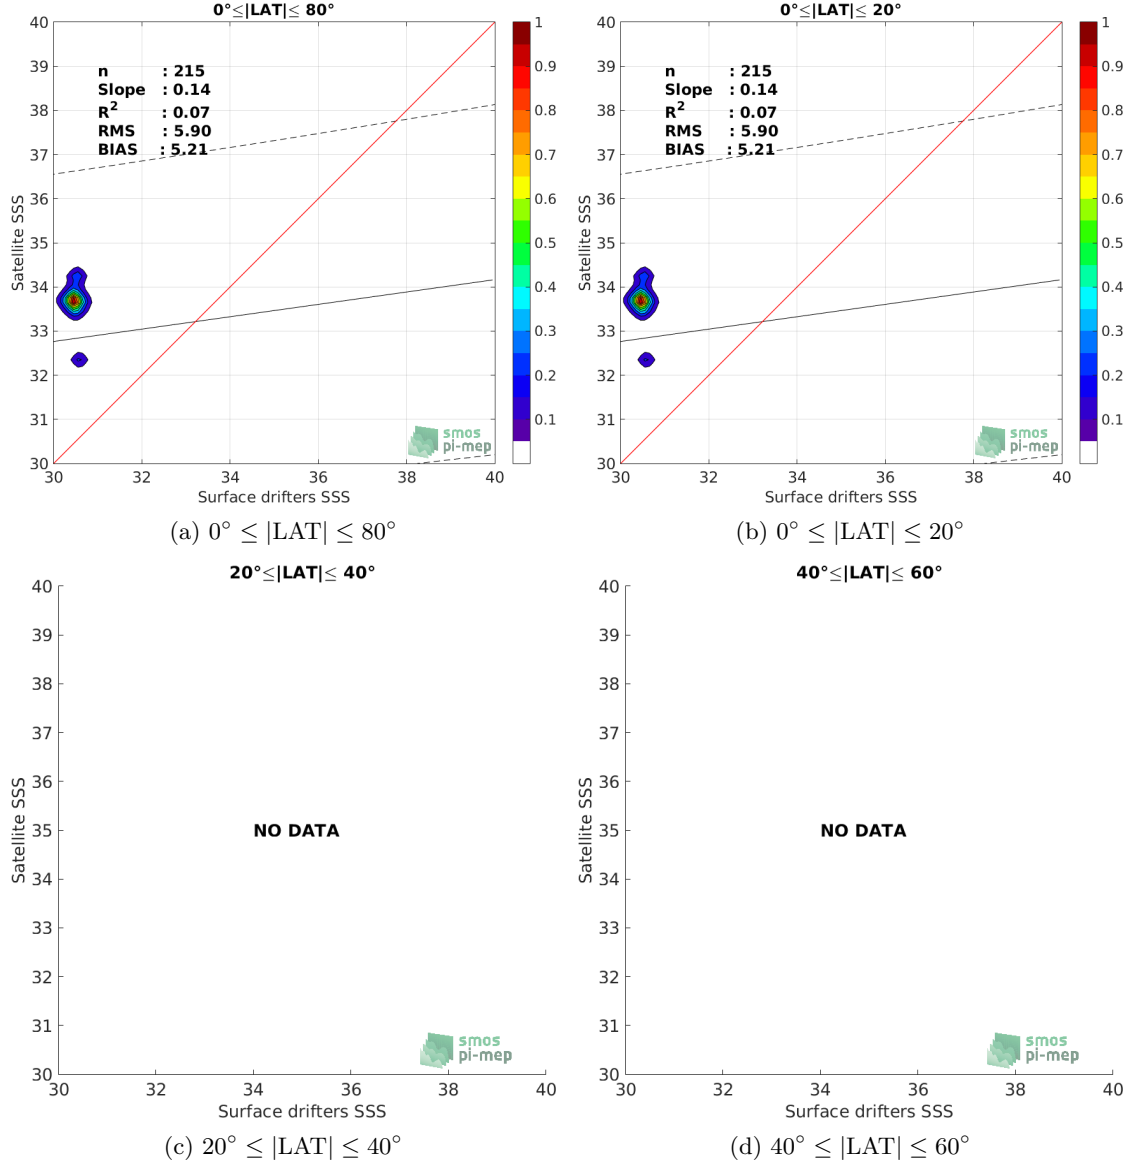 0°≤|LAT|≤ 80°
40
39
38
37
36
35
34
33
32
31
30
Satellite SSS
n : 215
Slope : 0.14
R2 : 0.07
RMS : 5.90
BIAS : 5.21
smos
pi-mep
30 32 34 36 38 40
Surface drifters SSS
1
0.9
0.8
0.7
0.6
0.5
0.4
0.3
0.2
0.1
(a) 0° ≤ |LAT| ≤ 80°
0°≤|LAT|≤ 20°
40
39
38
37
36
35
34
33
32
31
30
Satellite SSS
n : 215
Slope : 0.14
R2 : 0.07
RMS : 5.90
BIAS : 5.21
smos
pi-mep
30 32 34 36 38 40
Surface drifters SSS
1
0.9
0.8
0.7
0.6
0.5
0.4
0.3
0.2
0.1
(b) 0° ≤ |LAT| ≤ 20°
20°≤|LAT|≤ 40°
40
39
38
37
36
35
34
33
32
31
30
Satellite SSS
NO DATA
smos
pi-mep
30 32 34 36 38 40
Surface drifters SSS
(c) 20° ≤ |LAT| ≤ 40°
40°≤|LAT|≤ 60°
40
39
38
37
36
35
34
33
32
31
30
Satellite SSS
NO DATA
smos
pi-mep
30 32 34 36 38 40
Surface drifters SSS
(d) 40° ≤ |LAT| ≤ 60°